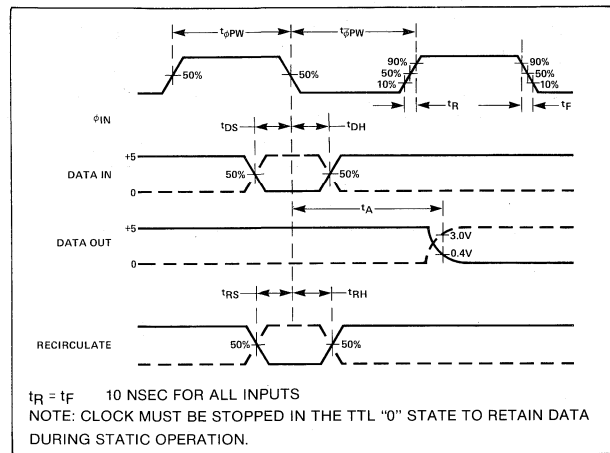 tφPW tφ̅PW
90% 90%
50% 50% 50% 50%
10% 10%
φIN
tR tF
tDS tDH
+5
DATA IN 50% 50%
0
tA
+5
DATA OUT 3.0V
0 0.4V
tRS tRH
RECIRCULATE 50% 50%
tR = tF 10 NSEC FOR ALL INPUTS
NOTE: CLOCK MUST BE STOPPED IN THE TTL "0" STATE TO RETAIN DATA
DURING STATIC OPERATION.